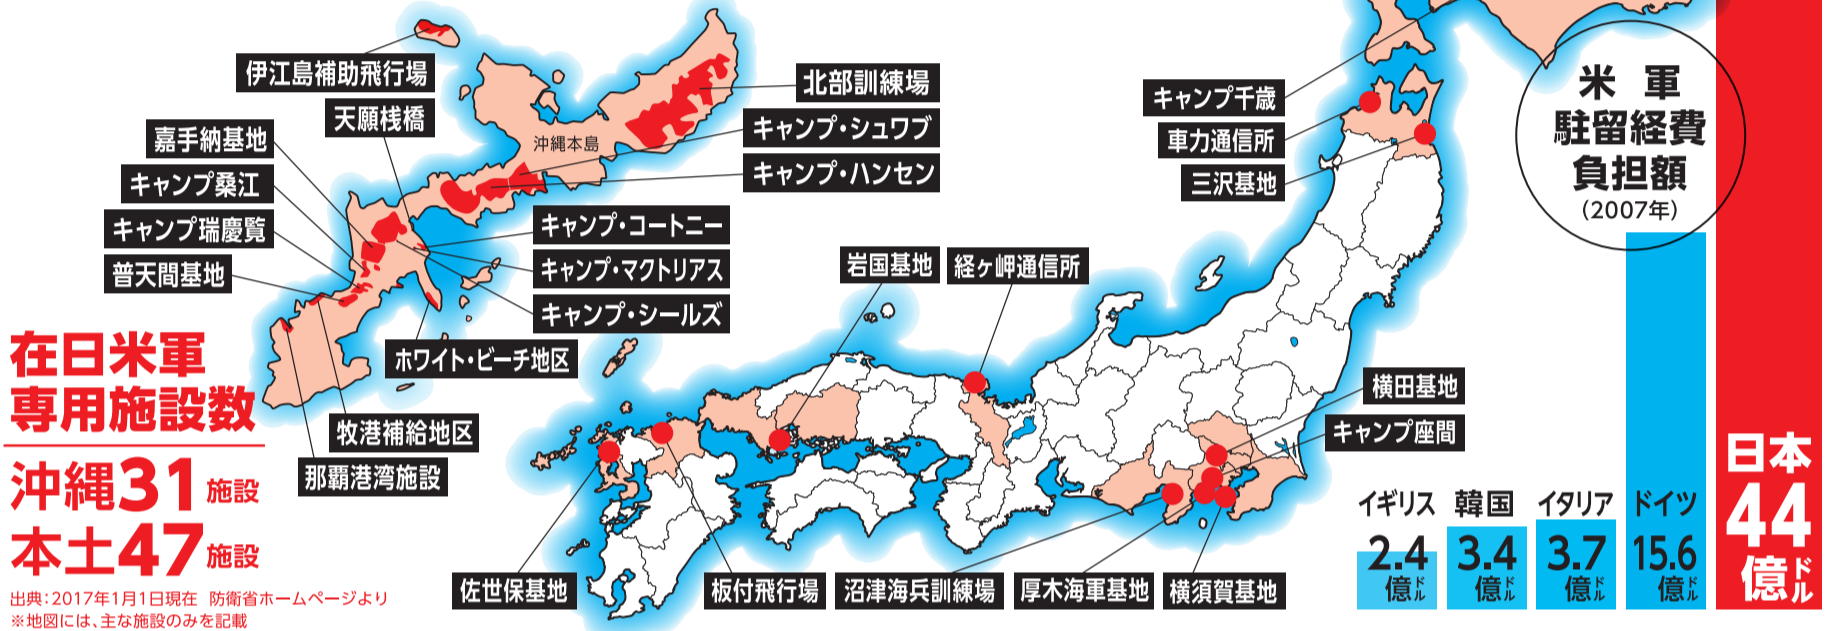 伊江島補助飛行場
天願桟橋
嘉手納基地
キャンプ桑江
キャンプ瑞慶覧
普天間基地
沖縄本島
北部訓練場
キャンプ・シュワブ
キャンプ・ハンセン
キャンプ・コートニー
キャンプ・マクトリアス
キャンプ・シールズ
ホワイト・ビーチ地区
牧港補給地区
那覇港湾施設
在日米軍
専用施設数
沖縄31施設
本土47施設
出典:2017年1月1日現在 防衛省ホームページより
※地図には、主な施設のみを記載
キャンプ千歳
車力通信所
三沢基地
岩国基地
経ヶ岬通信所
横田基地
キャンプ座間
佐世保基地
板付飛行場
沼津海兵訓練場
厚木海軍基地
横須賀基地
米軍
駐留経費
負担額
(2007年)
イギリス
2.4
億ドル
韓国
3.4
億ドル
イタリア
3.7
億ドル
ドイツ
15.6
億ドル
日本
44
億ドル